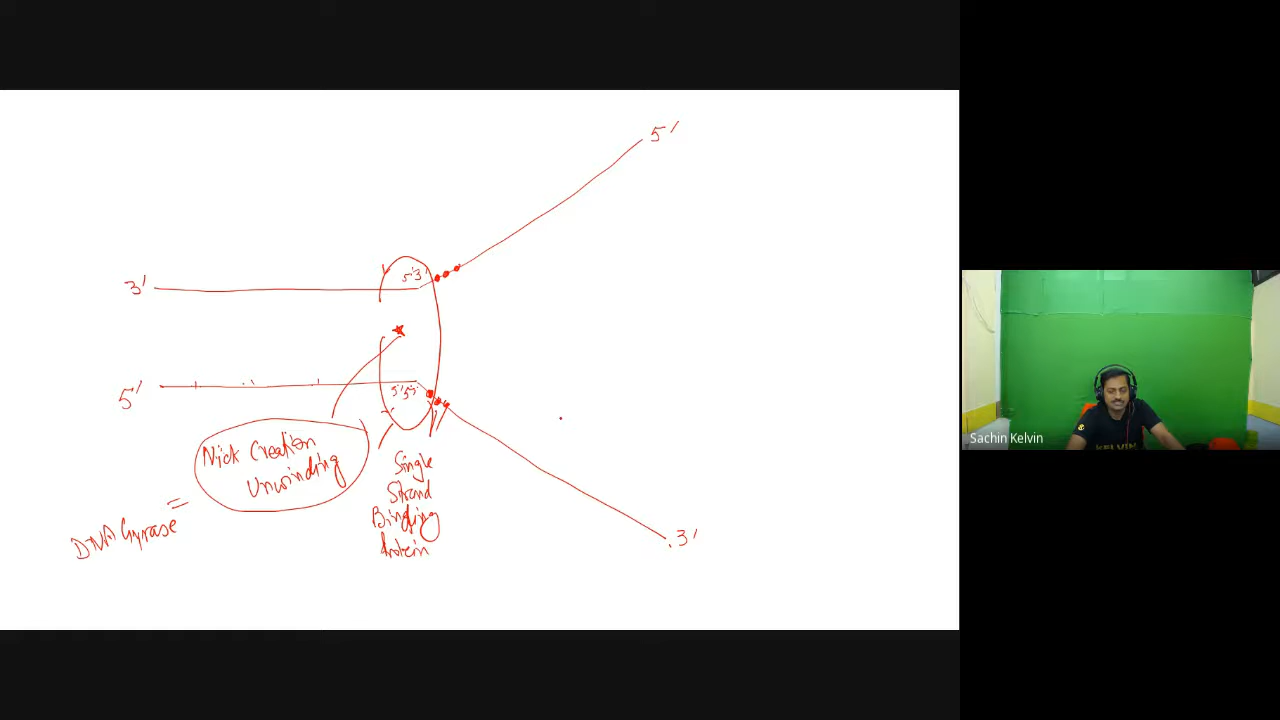 5'
3'
5'3'
5'
5'3'
Nick Creation
Unwinding
Single
Strand
Binding
Protein
DNA Gyrase =
3'
Sachin Kelvin
KELVIN